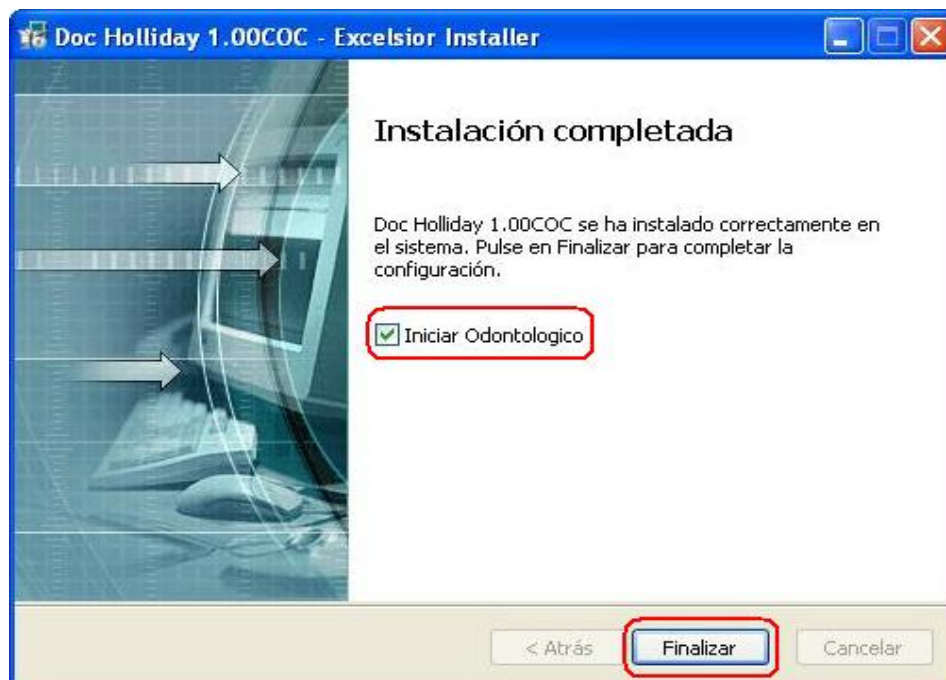 Doc Holliday 1.00COC - Excelsior Installer
Instalación completada
Doc Holliday 1.00COC se ha instalado correctamente en
el sistema. Pulse en Finalizar para completar la
configuración.
Iniciar Odontologico
< Atrás Finalizar Cancelar